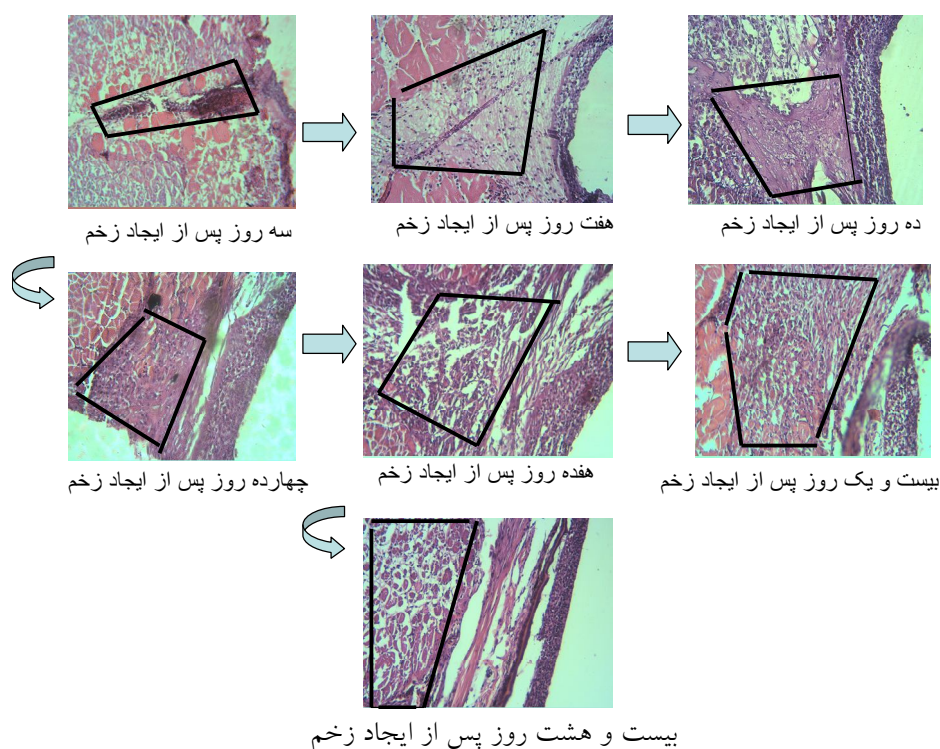 سه روز پس از ایجاد زخم
هفت روز پس از ایجاد زخم
ده روز پس از ایجاد زخم
چهارده روز پس از ایجاد زخم
هفده روز پس از ایجاد زخم
بیست و یک روز پس از ایجاد زخم
بیست و هشت روز پس از ایجاد زخم